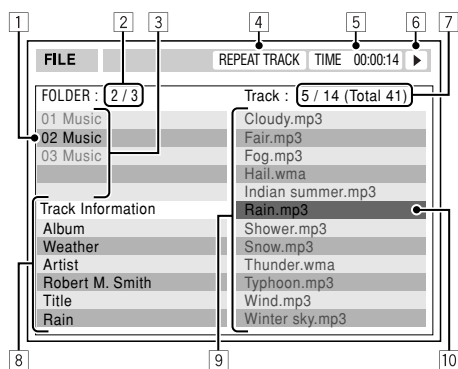 1 2 3 4 5 6 7
FILE REPEAT TRACK TIME 00:00:14
FOLDER : 2 / 3 Track : 5 / 14 (Total 41)
01 Music
02 Music
03 Music
Track Information
Album
Weather
Artist
Robert M. Smith
Title
Rain
Cloudy.mp3
Fair.mp3
Fog.mp3
Hail.wma
Indian summer.mp3
Rain.mp3
Shower.mp3
Snow.mp3
Thunder.wma
Typhoon.mp3
Wind.mp3
Winter sky.mp3
8 9 10